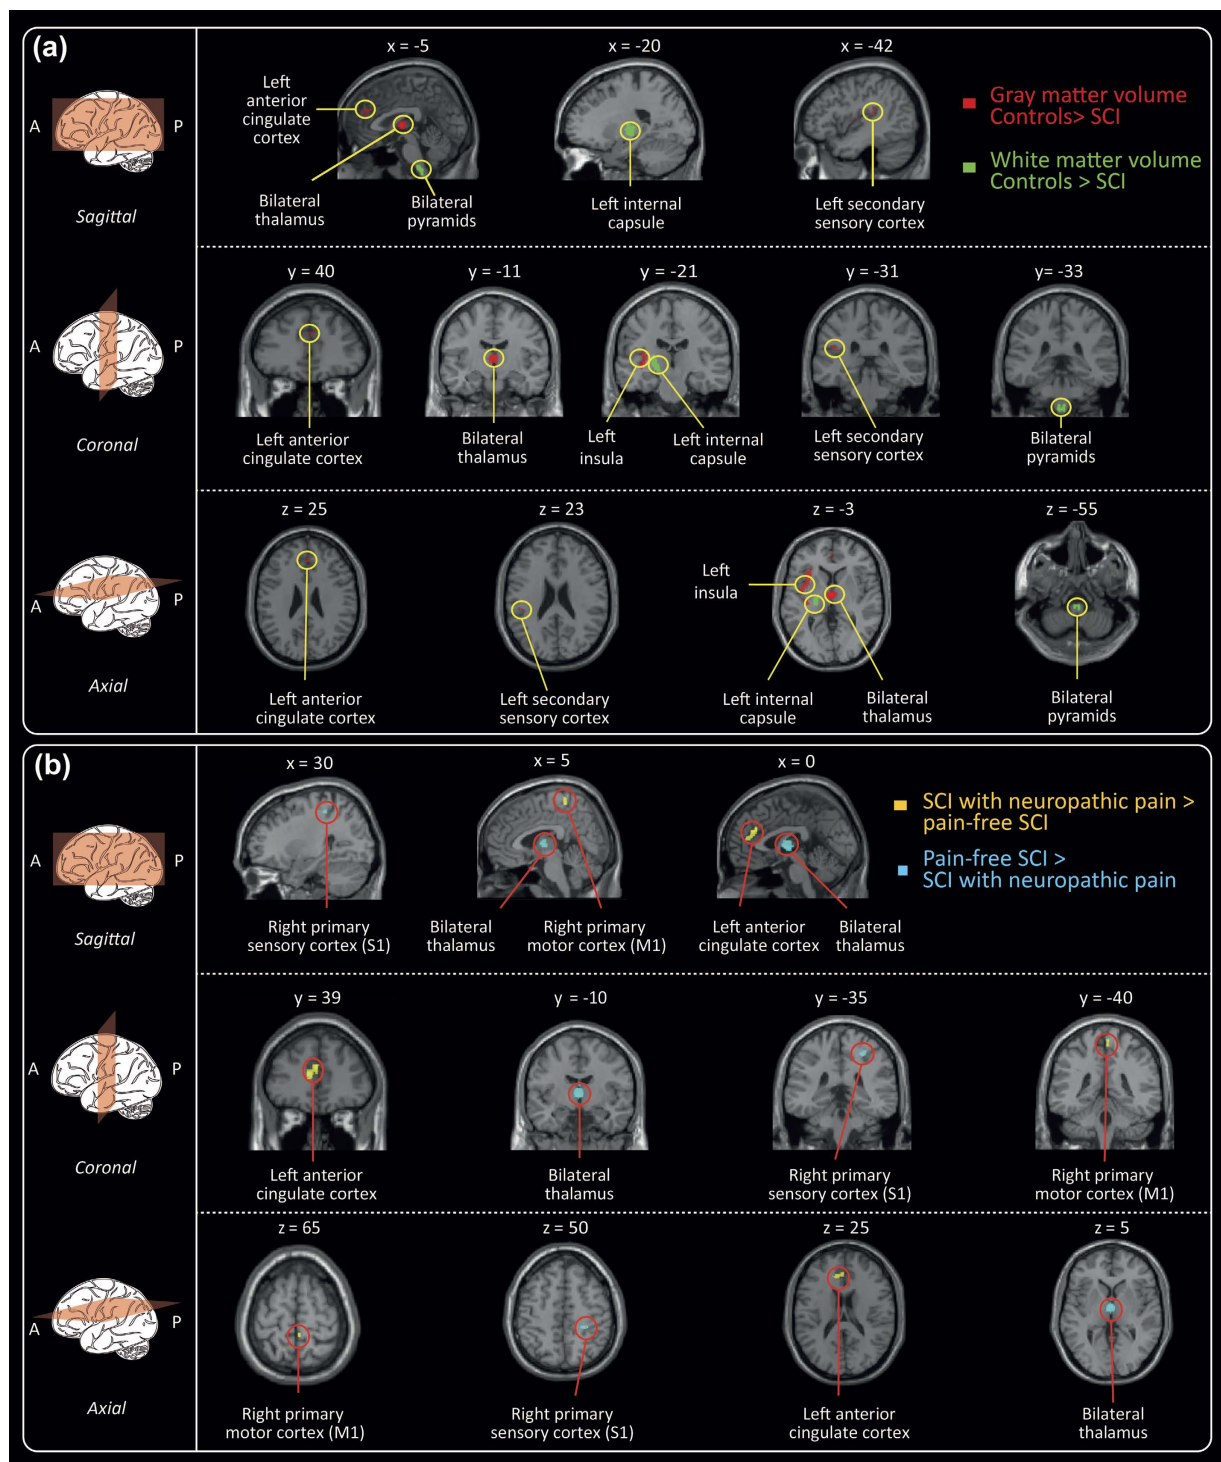 (a)
A
P
Sagittal
x = -5
x = -20
x = -42
Left
anterior
cingulate
cortex
Bilateral
thalamus
Bilateral
pyramids
Left internal
capsule
Left secondary
sensory cortex
Gray matter volume
Controls> SCI
White matter volume
Controls > SCI
A
P
Coronal
y = 40
y = -11
y = -21
y = -31
y= -33
Left anterior
cingulate cortex
Bilateral
thalamus
Left
insula
Left internal
capsule
Left secondary
sensory cortex
Bilateral
pyramids
A
P
Axial
z = 25
z = 23
z = -3
z = -55
Left
insula
Left anterior
cingulate cortex
Left secondary
sensory cortex
Left internal
capsule
Bilateral
thalamus
Bilateral
pyramids
(b)
A
P
Sagittal
x = 30
x = 5
x = 0
Right primary
sensory cortex (S1)
Bilateral
thalamus
Right primary
motor cortex (M1)
Left anterior
cingulate cortex
Bilateral
thalamus
SCI with neuropathic pain >
pain-free SCI
Pain-free SCI >
SCI with neuropathic pain
A
P
Coronal
y = 39
y = -10
y = -35
y = -40
Left anterior
cingulate cortex
Bilateral
thalamus
Right primary
sensory cortex (S1)
Right primary
motor cortex (M1)
A
P
Axial
z = 65
z = 50
z = 25
z = 5
Right primary
motor cortex (M1)
Right primary
sensory cortex (S1)
Left anterior
cingulate cortex
Bilateral
thalamus